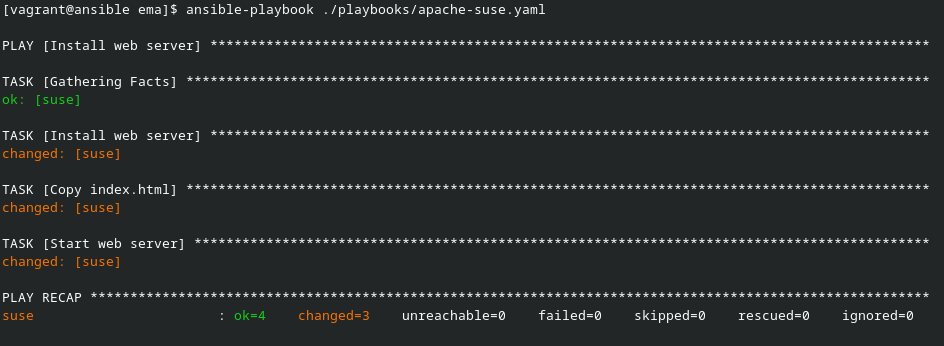 [vagrant@ansible ema]$ ansible-playbook ./playbooks/apache-suse.yaml
PLAY [Install web server] ******************************************************************************************
TASK [Gathering Facts] *********************************************************************************************
ok: [suse]
TASK [Install web server] ******************************************************************************************
changed: [suse]
TASK [Copy index.html] *********************************************************************************************
changed: [suse]
TASK [Start web server] ********************************************************************************************
changed: [suse]
PLAY RECAP *********************************************************************************************************
suse                       : ok=4    changed=3    unreachable=0    failed=0    skipped=0    rescued=0    ignored=0